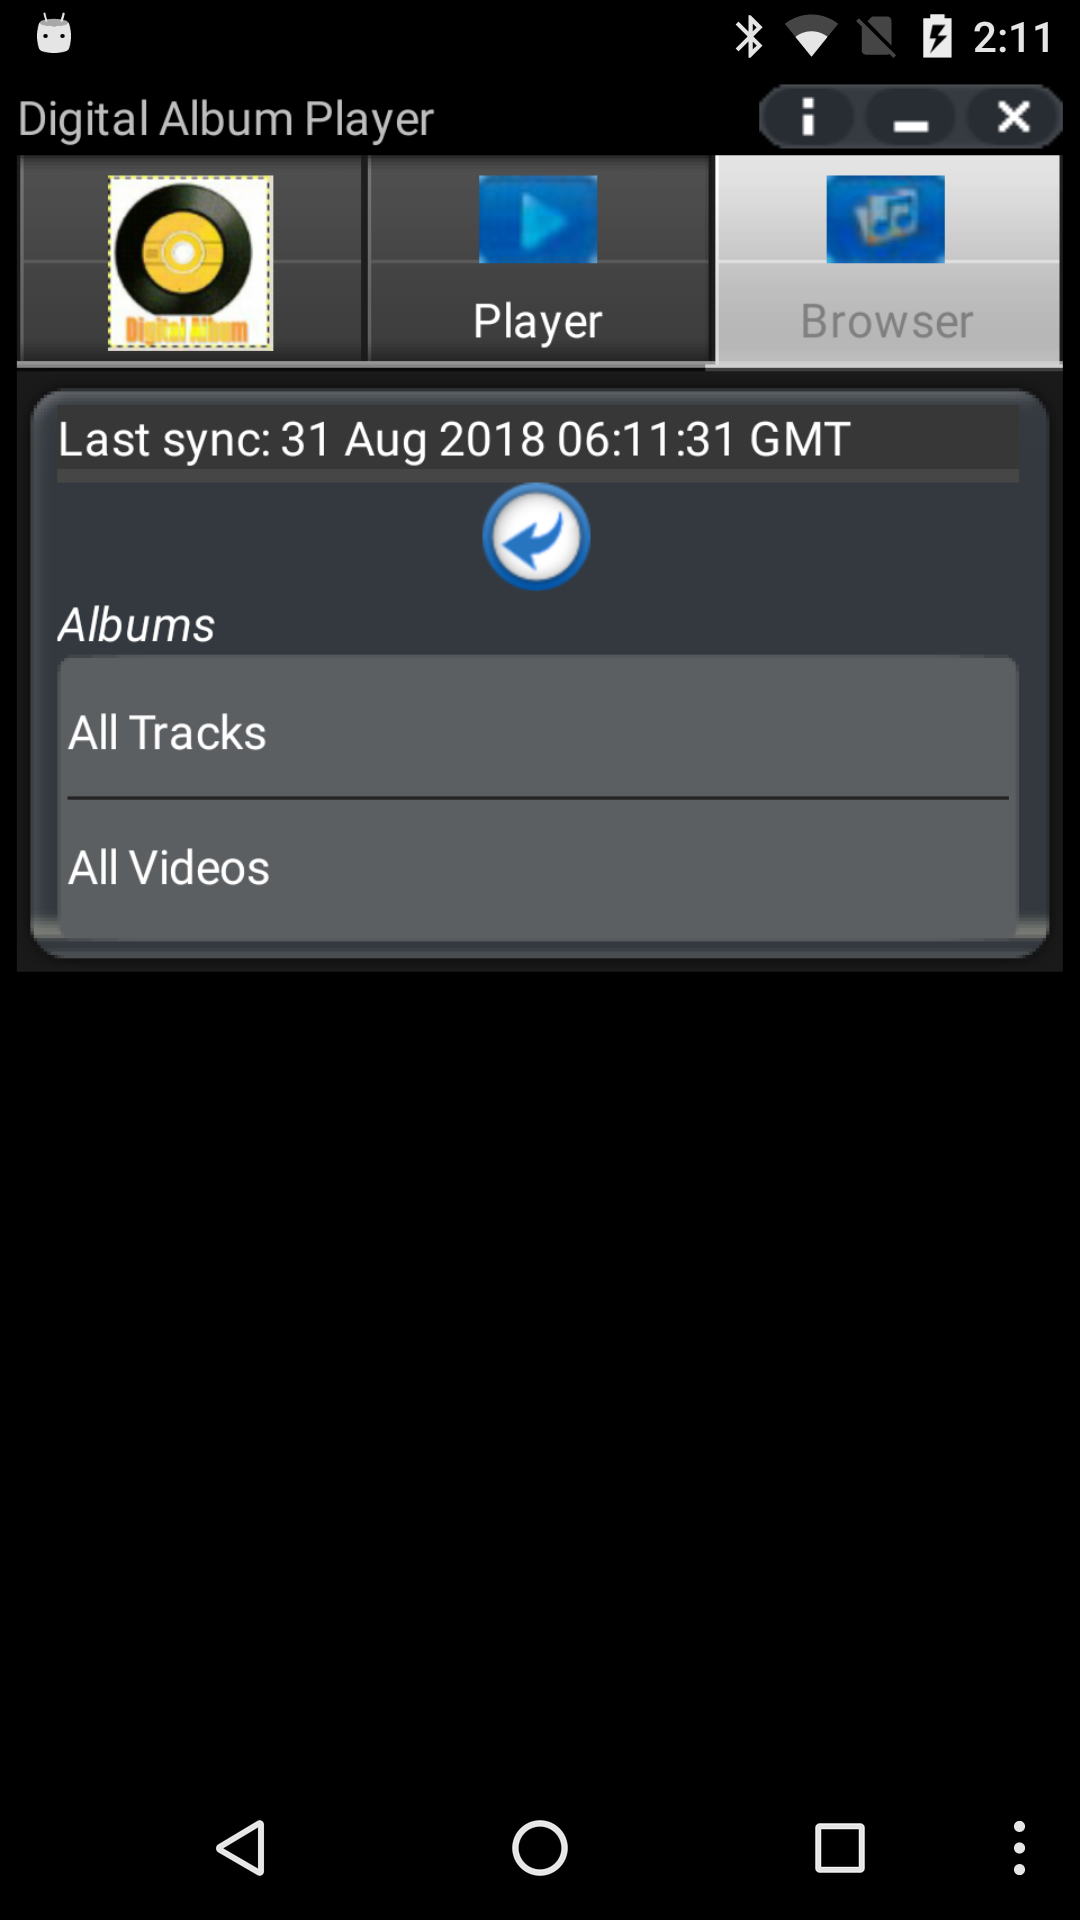 2:11
Digital Album Player
Digital Album
Player
Browser
Last sync: 31 Aug 2018 06:11:31 GMT
Albums
All Tracks
All Videos